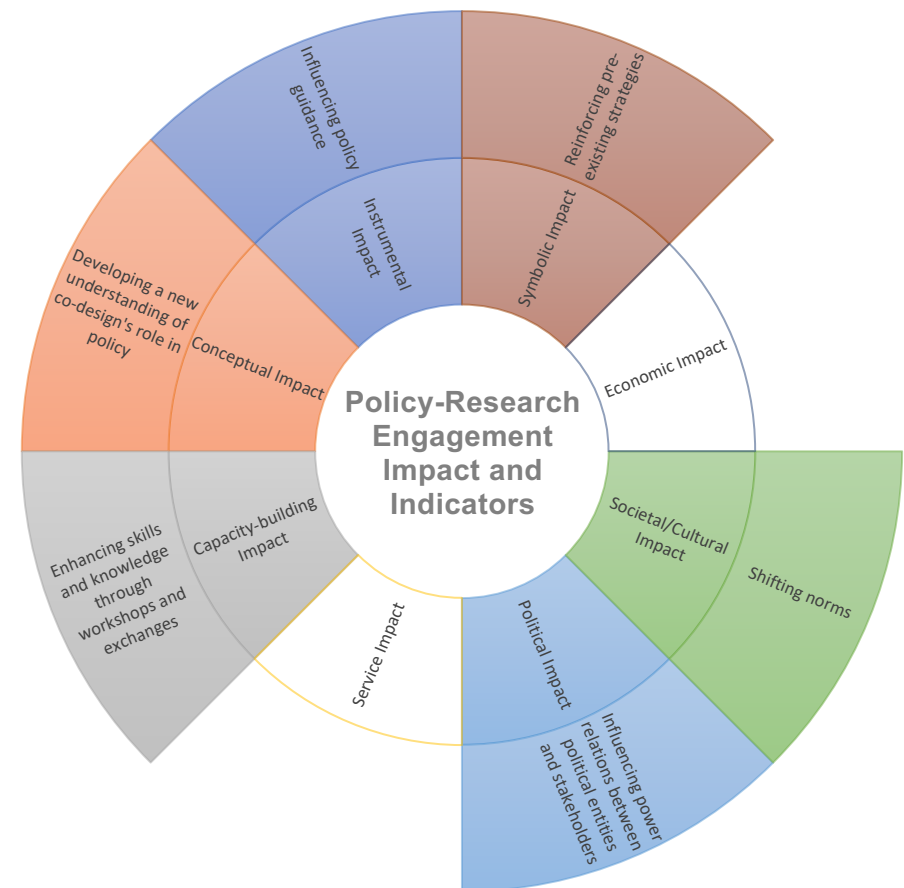 Policy-Research
Engagement
Impact and
Indicators
Symbolic Impact
Reinforcing pre-
existing strategies
Economic Impact
Societal/Cultural
Impact
Shifting norms
Political Impact
Influencing power
relations between
political entities
and stakeholders
Service Impact
Capacity-building
Impact
Enhancing skills
and knowledge
through
workshops and
exchanges
Conceptual Impact
Developing a new
understanding of
co-design's role in
policy
Instrumental
Impact
Influencing policy
guidance